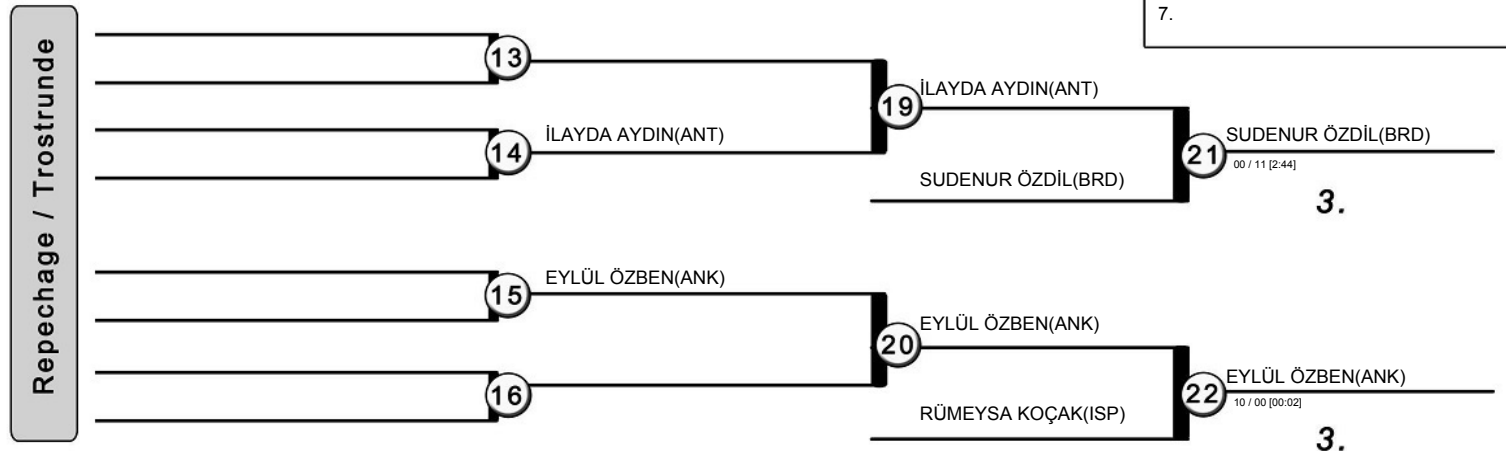 Repechage / Trostrunde
7.
13
14
İLAYDA AYDIN(ANT)
19
İLAYDA AYDIN(ANT)
SUDENUR ÖZDİL(BRD)
21
SUDENUR ÖZDİL(BRD)
00 / 11 [2:44]
3.
15
EYLÜL ÖZBEN(ANK)
16
20
EYLÜL ÖZBEN(ANK)
RÜMEYSA KOÇAK(ISP)
22
EYLÜL ÖZBEN(ANK)
10 / 00 [00:02]
3.